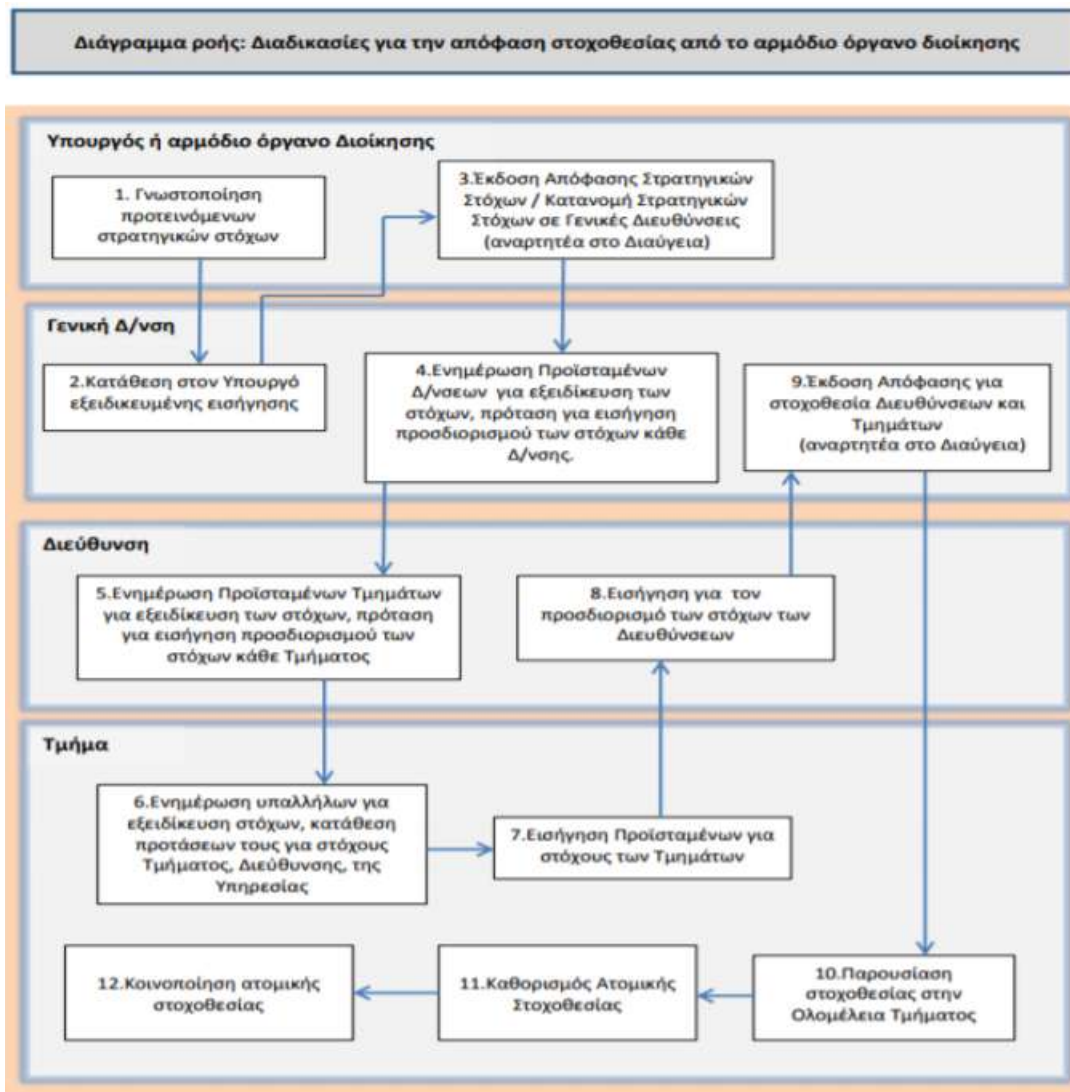 Διάγραμμα ροής: Διαδικασίες για την απόφαση στοχοθεσίας από το αρμόδιο όργανο διοίκησης
Υπουργός ή αρμόδιο όργανο Διοίκησης
1. Γνωστοποίηση
προτεινόμενων
στρατηγικών στόχων
3.Έκδοση Απόφασης Στρατηγικών
Στόχων / Κατανομή Στρατηγικών
Στόχων σε Γενικές Διευθύνσεις
(αναρτητέα στο Διαύγεια)
Γενική Δ/νση
2.Κατάθεση στον Υπουργό
εξειδικευμένης εισήγησης
4.Ενημέρωση Προϊσταμένων
Δ/νσεων για εξειδίκευση των
στόχων, πρόταση για εισήγηση
προσδιορισμού των στόχων κάθε
Δ/νσης.
9.Έκδοση Απόφασης για
στοχοθεσία Διευθύνσεων και
Τμημάτων
(αναρτητέα στο Διαύγεια)
Διεύθυνση
5.Ενημέρωση Προϊσταμένων Τμημάτων
για εξειδίκευση των στόχων, πρόταση
για εισήγηση προσδιορισμού των
στόχων κάθε Τμήματος
8.Εισήγηση για τον
προσδιορισμό των στόχων των
Διευθύνσεων
Τμήμα
6.Ενημέρωση υπαλλήλων για
εξειδίκευση στόχων, κατάθεση
προτάσεων τους για στόχους
Τμήματος, Διεύθυνσης, της
Υπηρεσίας
7.Εισήγηση Προϊσταμένων για
στόχους των Τμημάτων
12.Κοινοποίηση ατομικής
στοχοθεσίας
11.Καθορισμός Ατομικής
Στοχοθεσίας
10.Παρουσίαση
στοχοθεσίας στην
Ολομέλεια Τμήματος